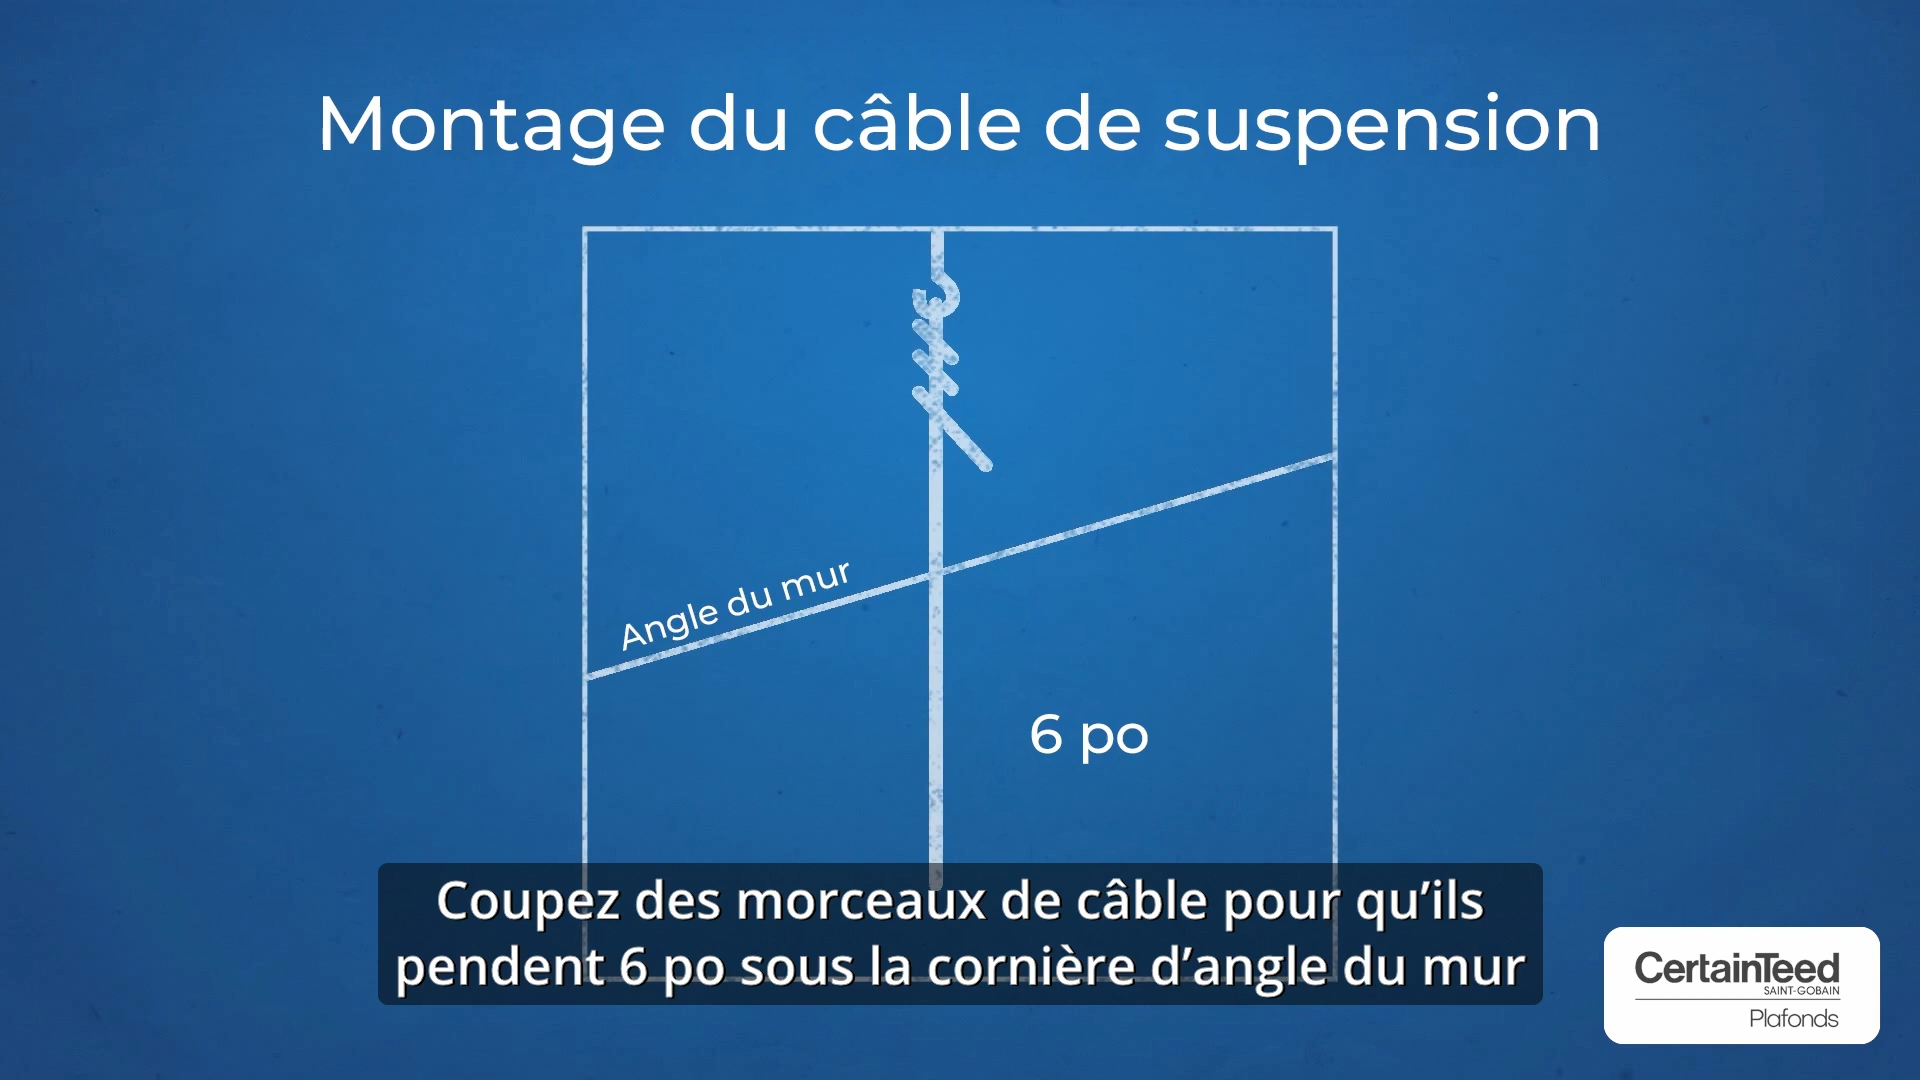 Montage du câble de suspension
Angle du mur
6 po
Coupez des morceaux de câble pour qu’ils
pendent 6 po sous la cornière d’angle du mur
CertainTeed
SAINT-GOBAIN
Plafonds